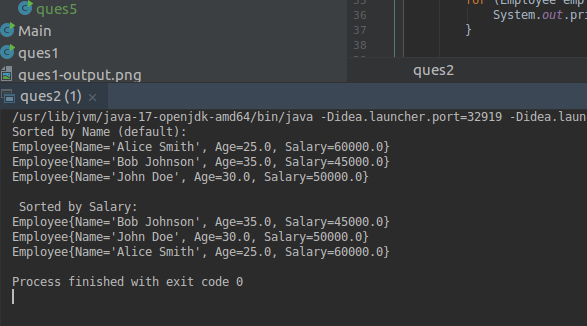 ques5
Main
ques1
ques1-output.png
35 for (Employee emp
36 System.out.pri
37 }
38
ques2
ques2 (1) ×
/usr/lib/jvm/java-17-openjdk-amd64/bin/java -Didea.launcher.port=32919 -Didea.laun
Sorted by Name (default):
Employee{Name='Alice Smith', Age=25.0, Salary=60000.0}
Employee{Name='Bob Johnson', Age=35.0, Salary=45000.0}
Employee{Name='John Doe', Age=30.0, Salary=50000.0}
Sorted by Salary:
Employee{Name='Bob Johnson', Age=35.0, Salary=45000.0}
Employee{Name='John Doe', Age=30.0, Salary=50000.0}
Employee{Name='Alice Smith', Age=25.0, Salary=60000.0}
Process finished with exit code 0